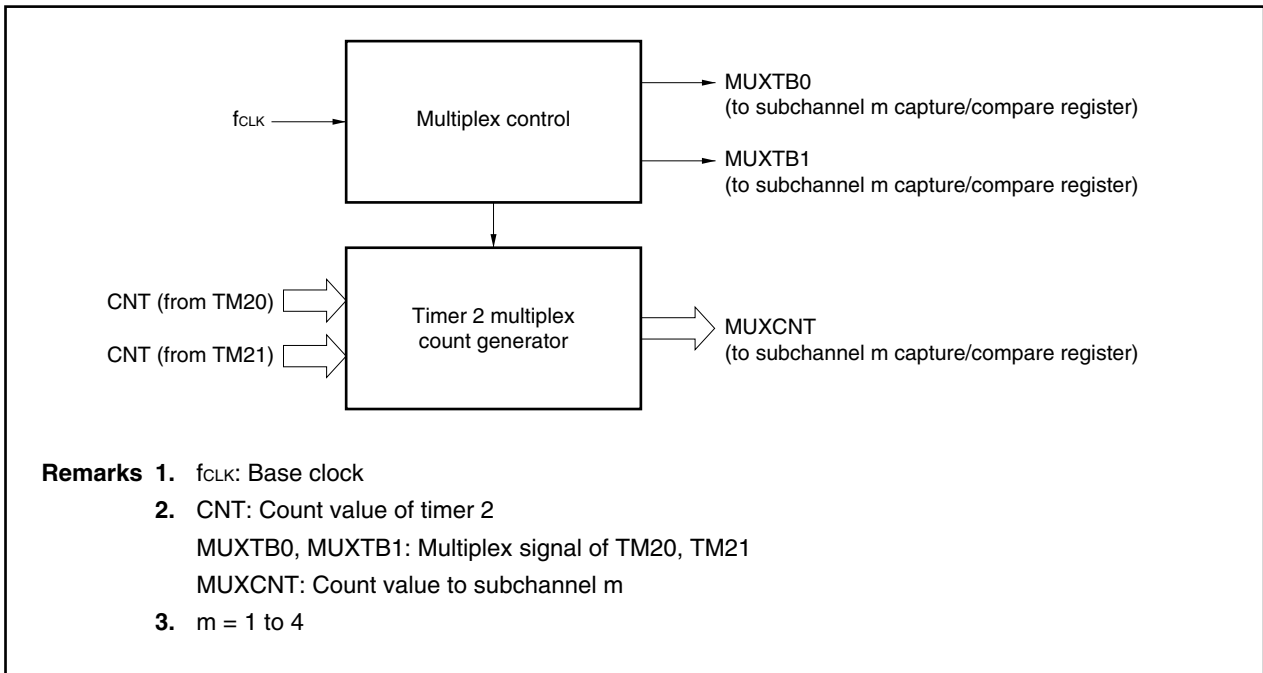 fCLK
Multiplex control
MUXTB0
(to subchannel m capture/compare register)
MUXTB1
(to subchannel m capture/compare register)
CNT (from TM20)
CNT (from TM21)
Timer 2 multiplex
count generator
MUXCNT
(to subchannel m capture/compare register)
Remarks 1. fCLK: Base clock
2. CNT: Count value of timer 2
MUXTB0, MUXTB1: Multiplex signal of TM20, TM21
MUXCNT: Count value to subchannel m
3. m = 1 to 4